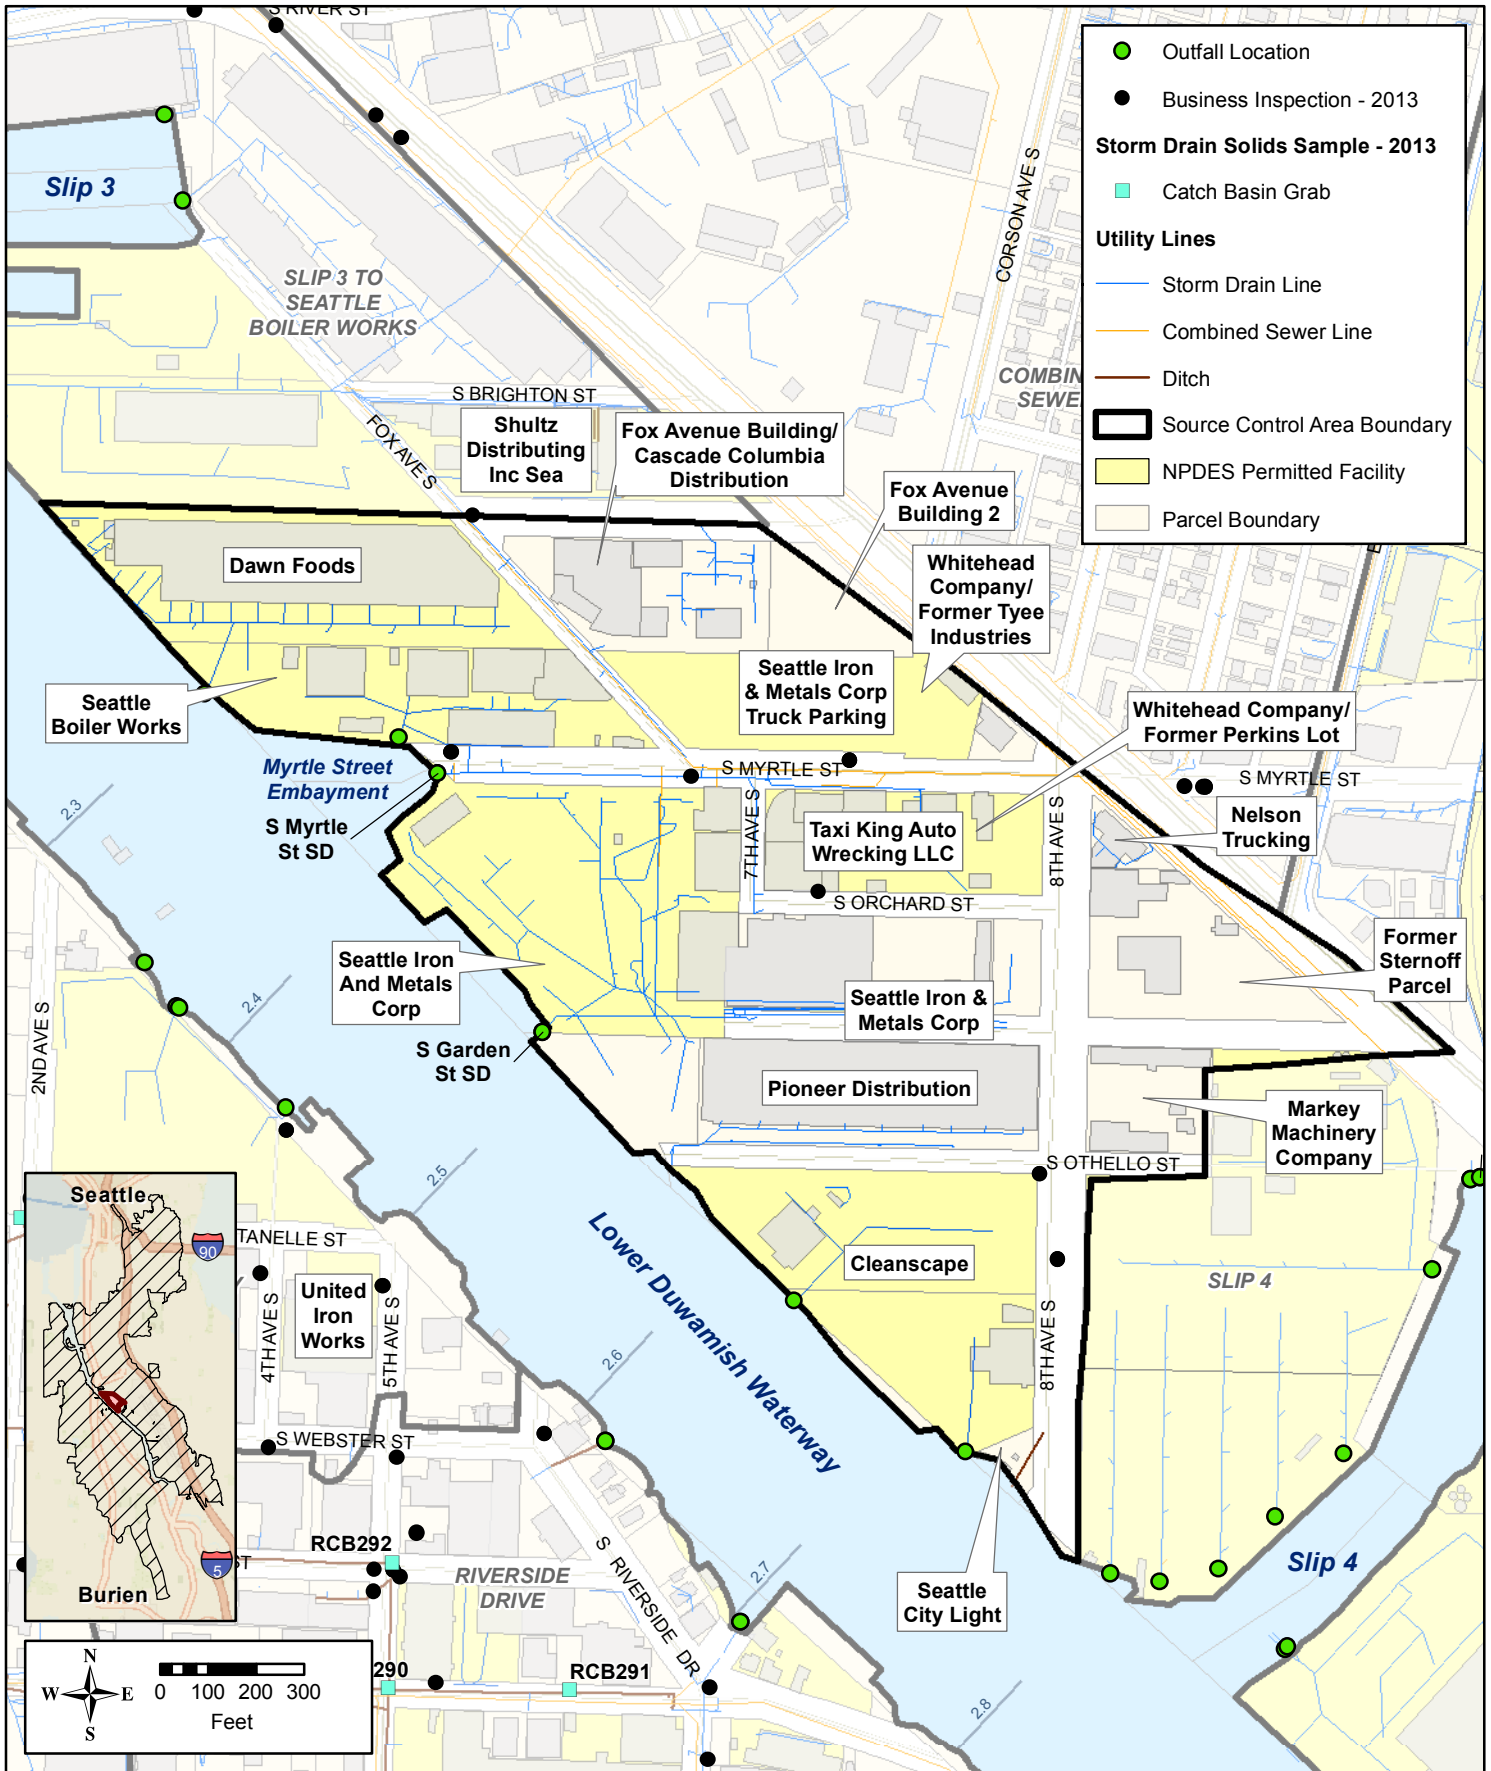 S RIVER ST
Outfall Location
Business Inspection - 2013
Storm Drain Solids Sample - 2013
Catch Basin Grab
Utility Lines
Storm Drain Line
Combined Sewer Line
Ditch
Source Control Area Boundary
NPDES Permitted Facility
Parcel Boundary
Slip 3
CORSON AVE S
SLIP 3 TO
SEATTLE
BOILER WORKS
COMBIN
SEWE
S BRIGHTON ST
FOX AVE S
Shultz
Distributing
Inc Sea
Fox Avenue Building/
Cascade Columbia
Distribution
Fox Avenue
Building 2
Dawn Foods
Whitehead
Company/
Former Tyee
Industries
Seattle
Boiler Works
Seattle Iron
& Metals Corp
Truck Parking
Whitehead Company/
Former Perkins Lot
Myrtle Street
Embayment
S MYRTLE ST
S MYRTLE ST
2.3
S Myrtle
St SD
7TH AVE S
Taxi King Auto
Wrecking LLC
8TH AVE S
Nelson
Trucking
S ORCHARD ST
Former
Sternoff
Parcel
Seattle Iron
And Metals
Corp
2.4
Seattle Iron &
Metals Corp
2ND AVE S
S Garden
St SD
Pioneer Distribution
Markey
Machinery
Company
2.5
S OTHELLO ST
Seattle
90
TANELLE ST
Lower Duwamish Waterway
Cleanscape
SLIP 4
United
Iron
Works
4TH AVE S
5TH AVE S
8TH AVE S
2.6
S WEBSTER ST
RCB292
ST
5
Burien
RIVERSIDE
DRIVE
S RIVERSIDE DR
2.7
Seattle
City Light
Slip 4
290
RCB291
2.8
N
W E
S
0 100 200 300
Feet